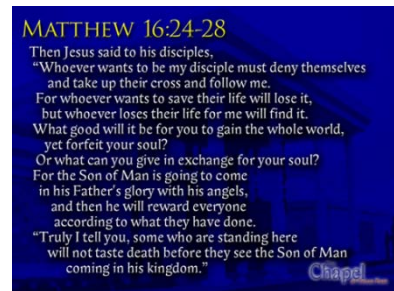 MATTHEW 16:24-28
Then Jesus said to his disciples,
“Whoever wants to be my disciple must deny themselves
and take up their cross and follow me.
For whoever wants to save their life will lose it,
but whoever loses their life for me will find it.
What good will it be for you to gain the whole world,
yet forfeit your soul?
Or what can you give in exchange for your soul?
For the Son of Man is going to come
in his Father’s glory with his angels,
and then he will reward everyone
according to what they have done.
“Truly I tell you, some who are standing here
will not taste death before they see the Son of Man
coming in his kingdom.”
Chapel